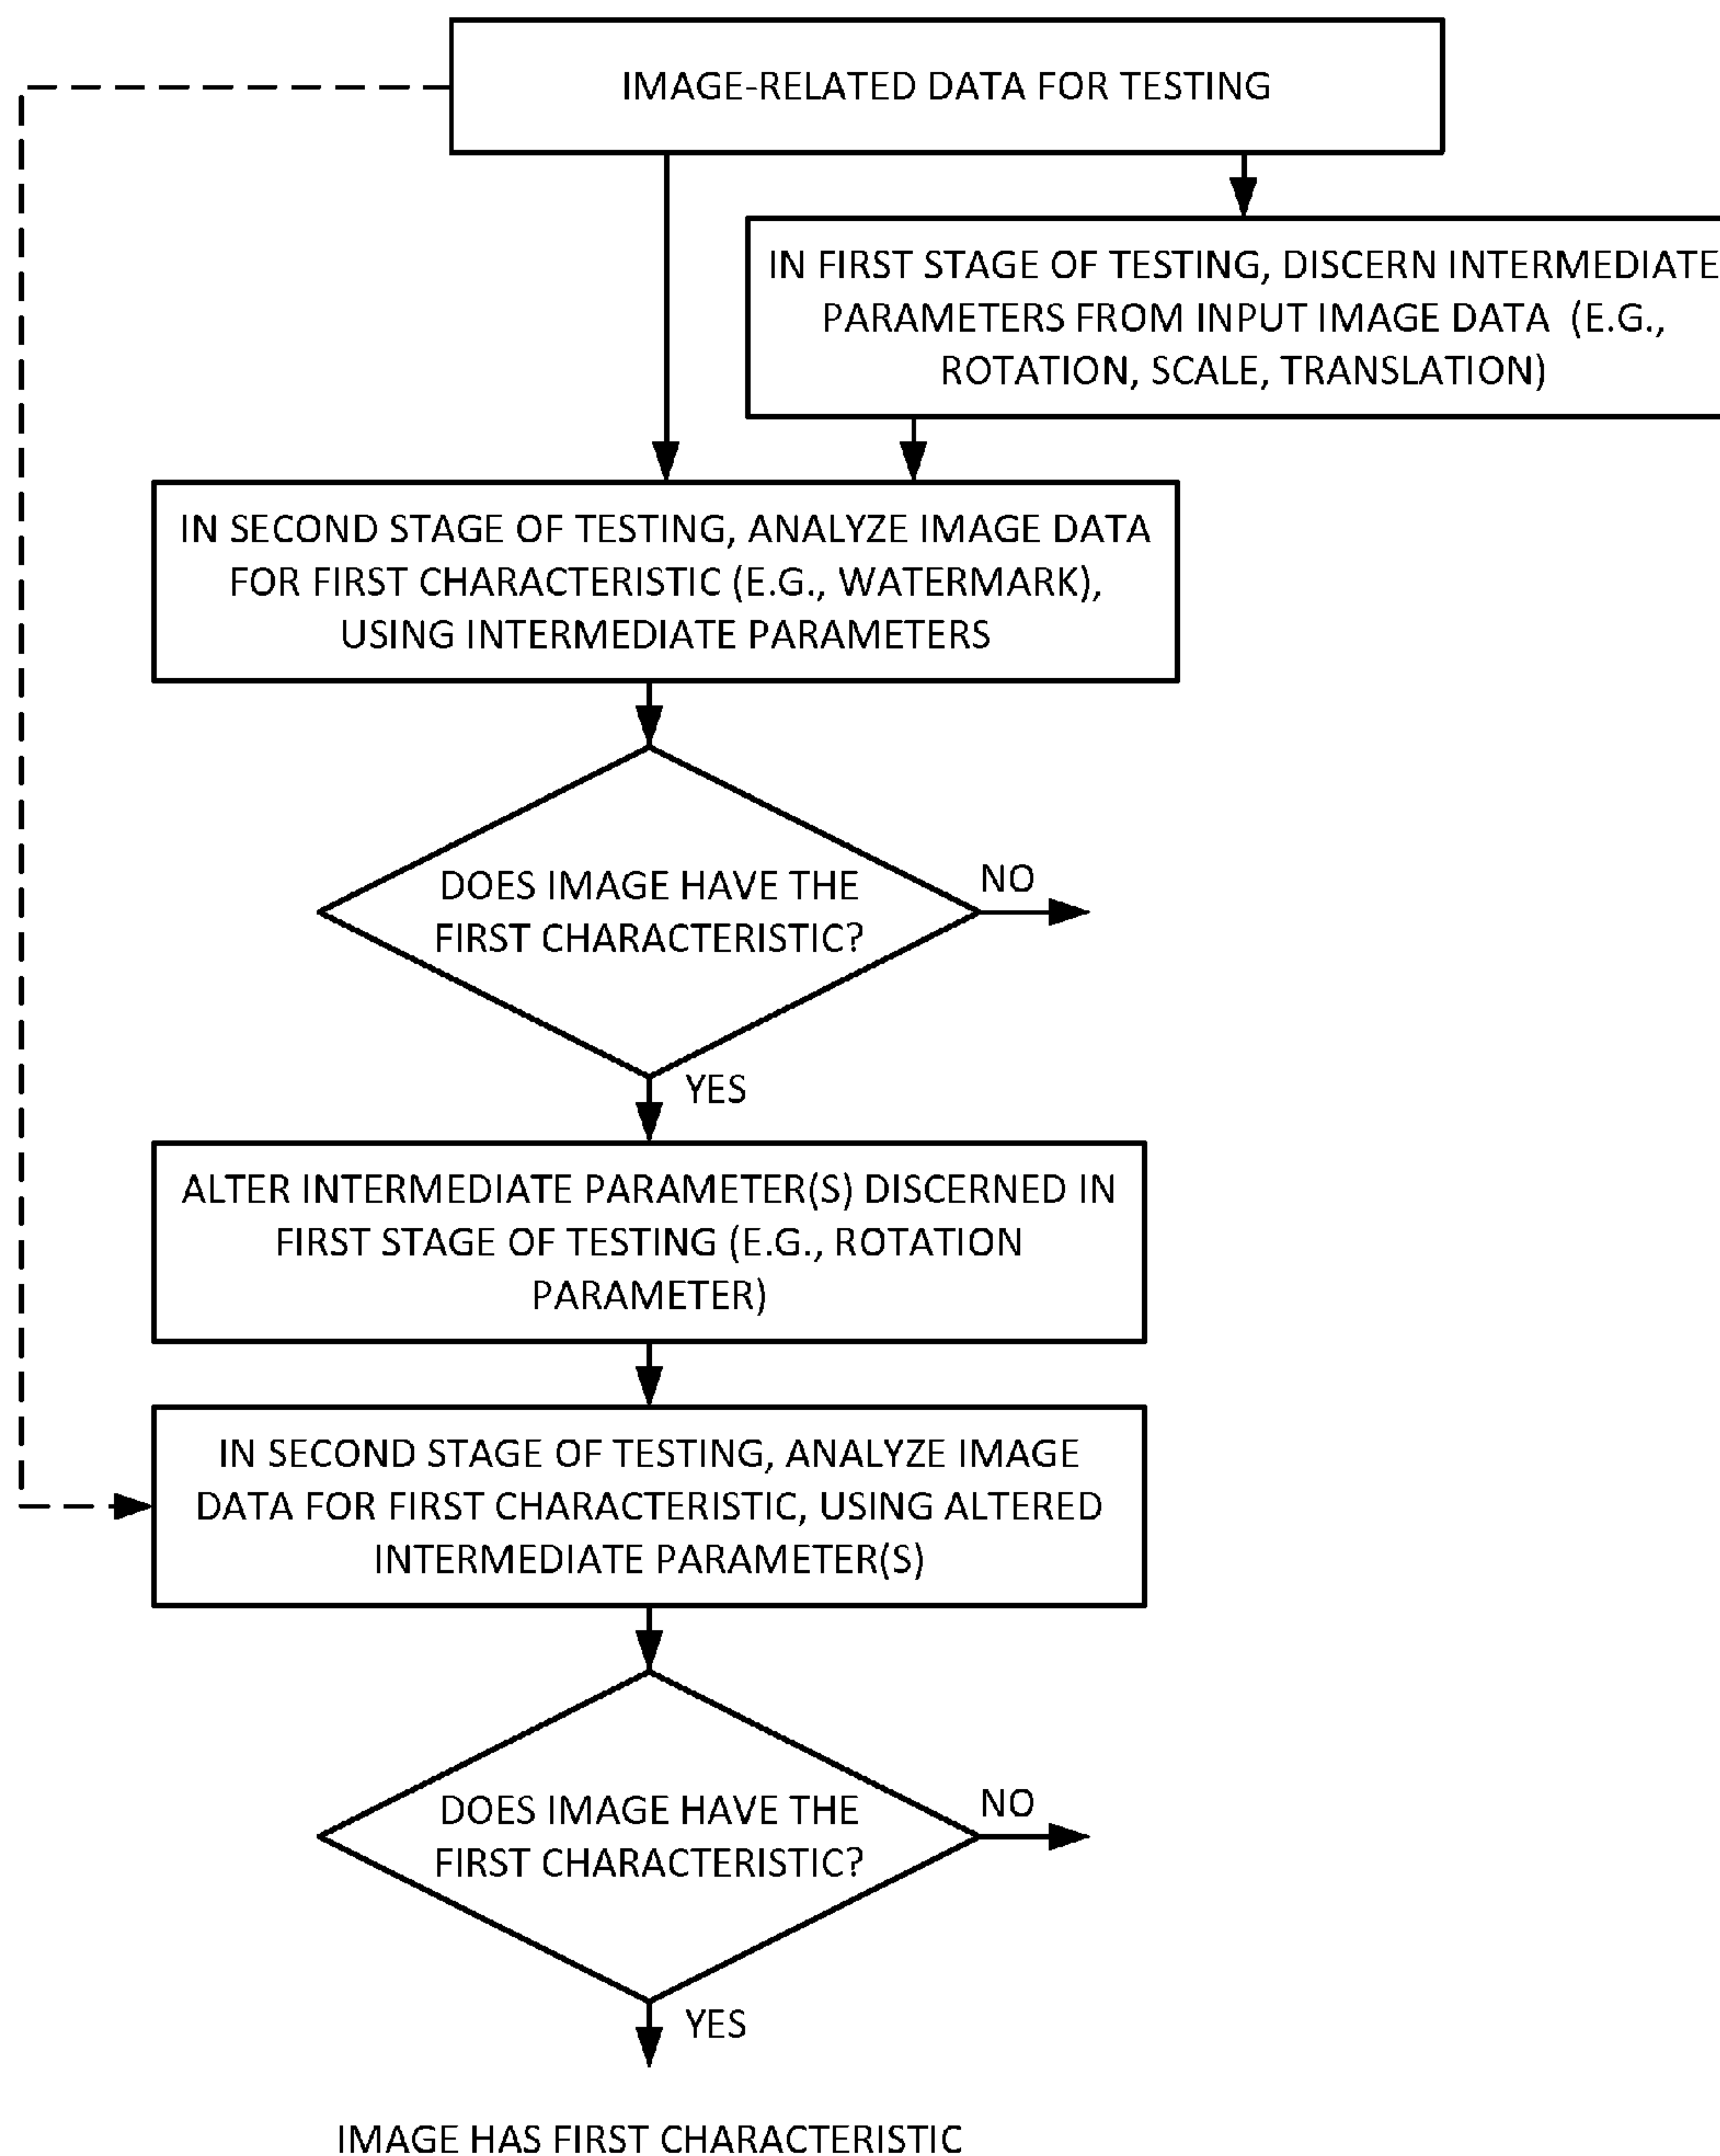 IMAGE-RELATED DATA FOR TESTING
IN FIRST STAGE OF TESTING, DISCERN INTERMEDIATE
PARAMETERS FROM INPUT IMAGE DATA (E.G.,
ROTATION, SCALE, TRANSLATION)
IN SECOND STAGE OF TESTING, ANALYZE IMAGE DATA
FOR FIRST CHARACTERISTIC (E.G., WATERMARK),
USING INTERMEDIATE PARAMETERS
DOES IMAGE HAVE THE
FIRST CHARACTERISTIC?
NO
YES
ALTER INTERMEDIATE PARAMETER(S) DISCERNED IN
FIRST STAGE OF TESTING (E.G., ROTATION
PARAMETER)
IN SECOND STAGE OF TESTING, ANALYZE IMAGE
DATA FOR FIRST CHARACTERISTIC, USING ALTERED
INTERMEDIATE PARAMETER(S)
DOES IMAGE HAVE THE
FIRST CHARACTERISTIC?
NO
YES
IMAGE HAS FIRST CHARACTERISTIC